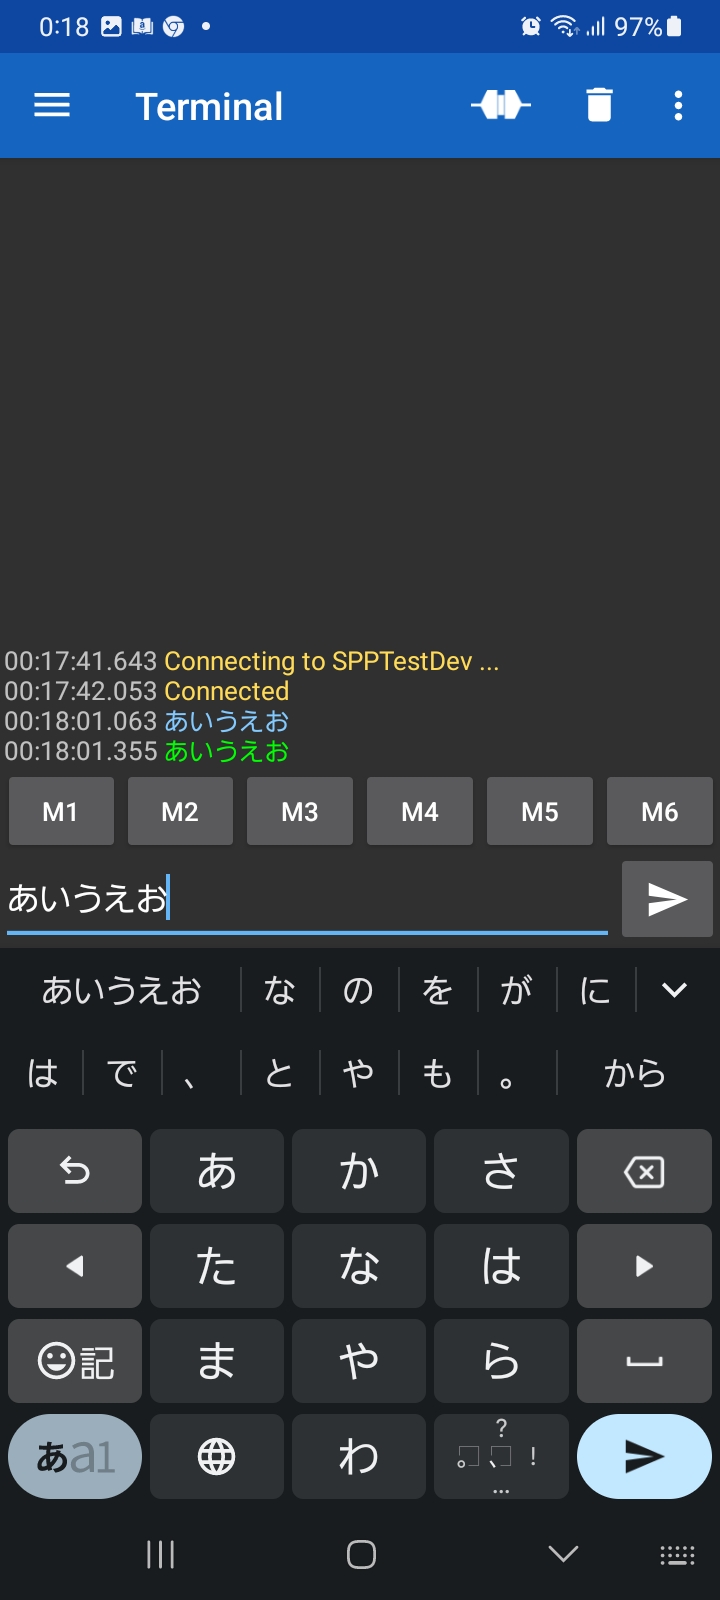 0:18 97%
Terminal
00:17:41.643 Connecting to SPPTestDev ...
00:17:42.053 Connected
00:18:01.063 あいうえお
00:18:01.355 あいうえお
M1 M2 M3 M4 M5 M6
あいうえお
あいうえお な の を が に
は で 、 と や も 。 から
あ か さ
た な は
記 ま や ら
あa1 わ 。、?!...